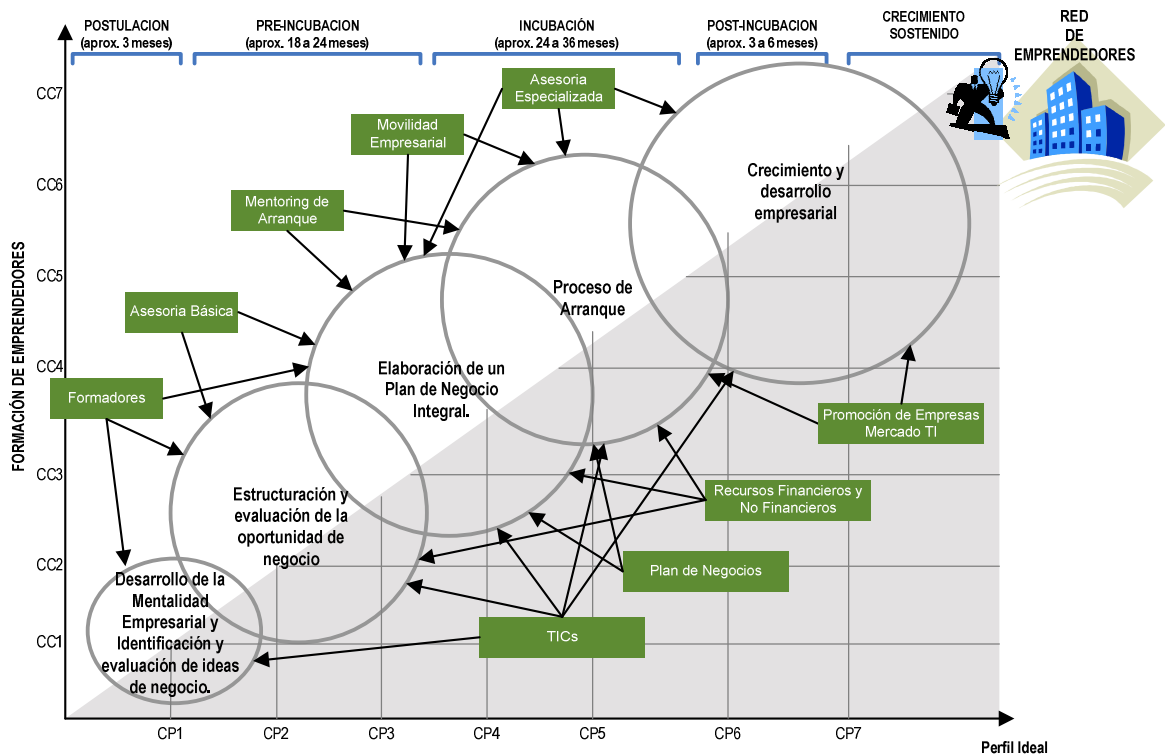 POSTULACION
(aprox. 3 meses)
PRE-INCUBACION
(aprox. 18 a 24 meses)
INCUBACIÓN
(aprox. 24 a 36 meses)
POST-INCUBACION
(aprox. 3 a 6 meses)
CRECIMIENTO
SOSTENIDO
RED
DE
EMPRENDEDORES
FORMACIÓN DE EMPRENDEDORES
CC7
CC6
CC5
CC4
CC3
CC2
CC1
Asesoria
Especializada
Movilidad
Empresarial
Mentoring de
Arranque
Asesoria Básica
Formadores
Crecimiento y
desarrollo
empresarial
Proceso de
Arranque
Elaboración de un
Plan de Negocio
Integral.
Estructuración y
evaluación de la
oportunidad de
negocio
Desarrollo de la
Mentalidad
Empresarial y
Identificación y
evaluación de ideas
de negocio.
Promoción de Empresas
Mercado TI
Recursos Financieros y
No Financieros
Plan de Negocios
TICs
CP1
CP2
CP3
CP4
CP5
CP6
CP7
Perfil Ideal